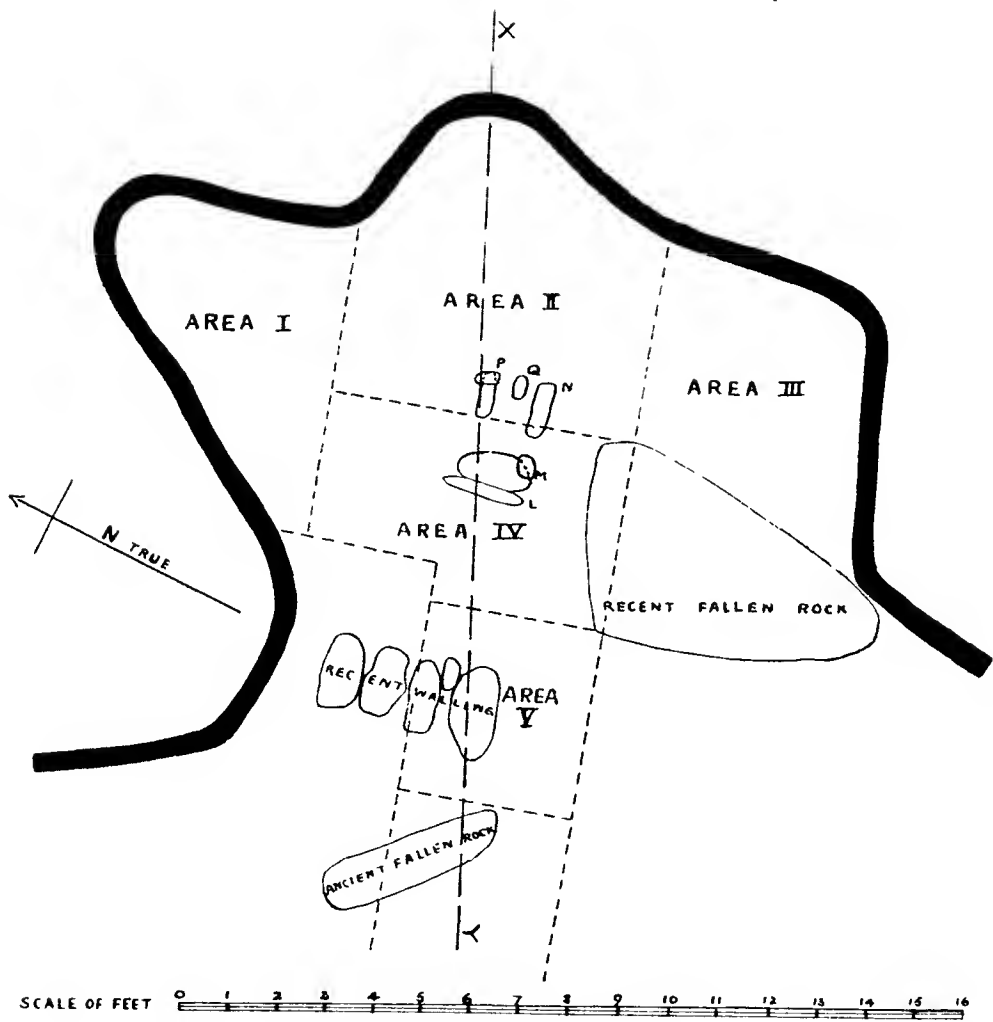 X
AREA I
AREA II
AREA III
P
Q
N
M
L
AREA IV
N TRUE
RECENT FALLEN ROCK
RECENT WALLING
AREA
V
ANCIENT FALLEN ROCK
Y
SCALE OF FEET 0 1 2 3 4 5 6 7 8 9 10 11 12 13 14 15 16